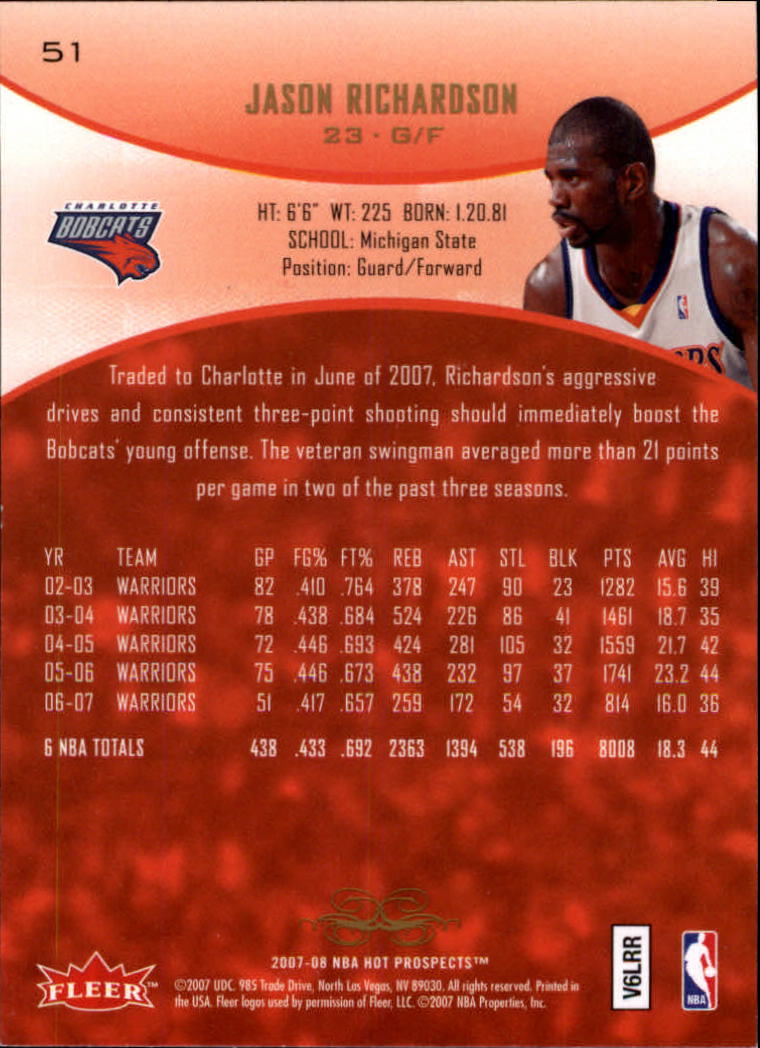 51
JASON RICHARDSON
23 · G/F
CHARLOTTE
BOBCATS
HT: 6'6" WT: 225 BORN: 1.20.81
SCHOOL: Michigan State
Position: Guard/Forward
Traded to Charlotte in June of 2007, Richardson's aggressive
drives and consistent three-point shooting should immediately boost the
Bobcats' young offense. The veteran swingman averaged more than 21 points
per game in two of the past three seasons.
YR TEAM GP FG% FT% REB AST STL BLK PTS AVG HI
02-03 WARRIORS 82 .410 .764 378 247 90 23 1282 15.6 39
03-04 WARRIORS 78 .438 .684 524 226 86 41 1461 18.7 35
04-05 WARRIORS 72 .446 .693 424 281 105 32 1559 21.7 42
05-06 WARRIORS 75 .446 .673 438 232 97 37 1741 23.2 44
06-07 WARRIORS 51 .417 .657 259 172 54 32 814 16.0 36
6 NBA TOTALS 438 .433 .692 2363 1394 538 196 8008 18.3 44
2007-08 NBA HOT PROSPECTS™
FLEER™
©2007 UDC. 985 Trade Drive, North Las Vegas, NV 89030. All rights reserved. Printed in
the USA. Fleer logos used by permission of Fleer, LLC. ©2007 NBA Properties, Inc.
V6LRR
NBA